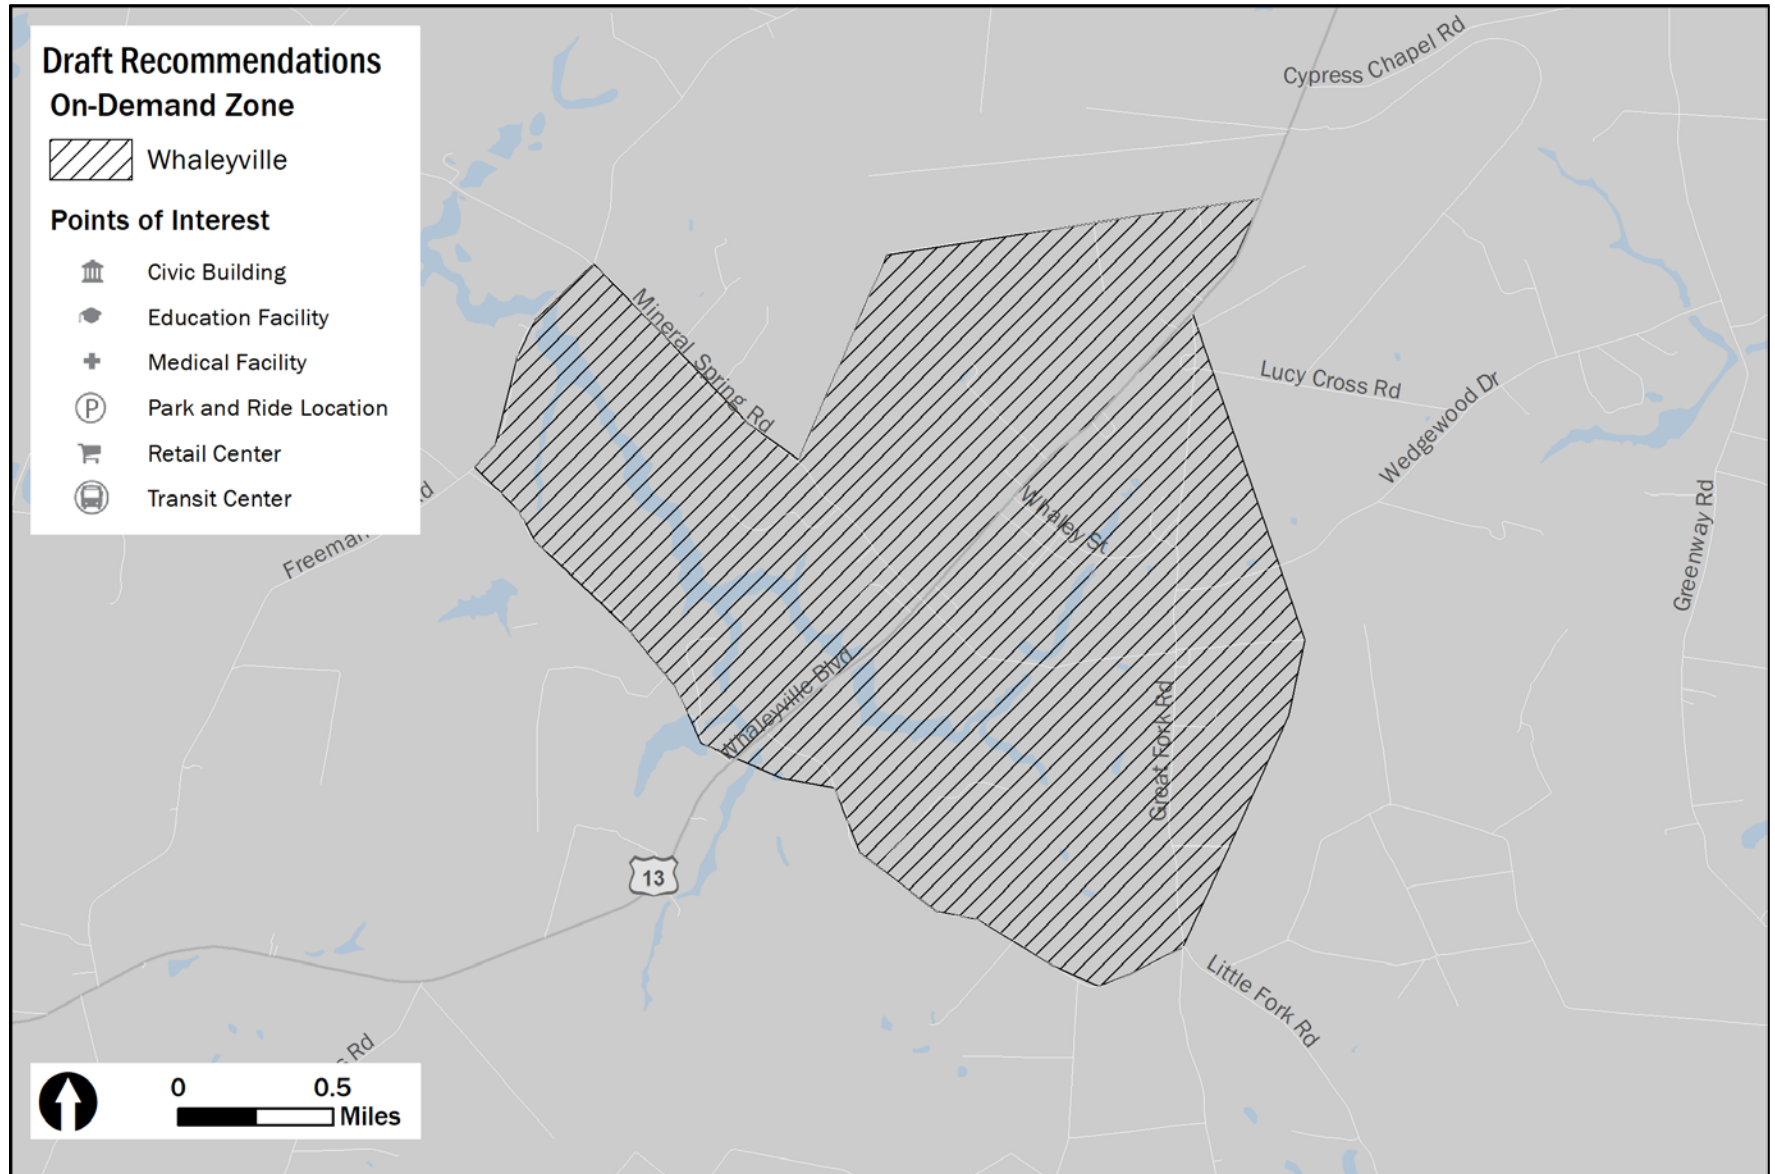 Draft Recommendations
On-Demand Zone
Whaleyville
Points of Interest
Civic Building
Education Facility
Medical Facility
P
Park and Ride Location
Retail Center
Transit Center
Cypress Chapel Rd
Mineral Spring Rd
Lucy Cross Rd
Wedgewood Dr
Whaley St
Greenway Rd
Freeman
Whaleyville Blvd
Great Fork Rd
13
Little Fork Rd
Rd
0 0.5
Miles